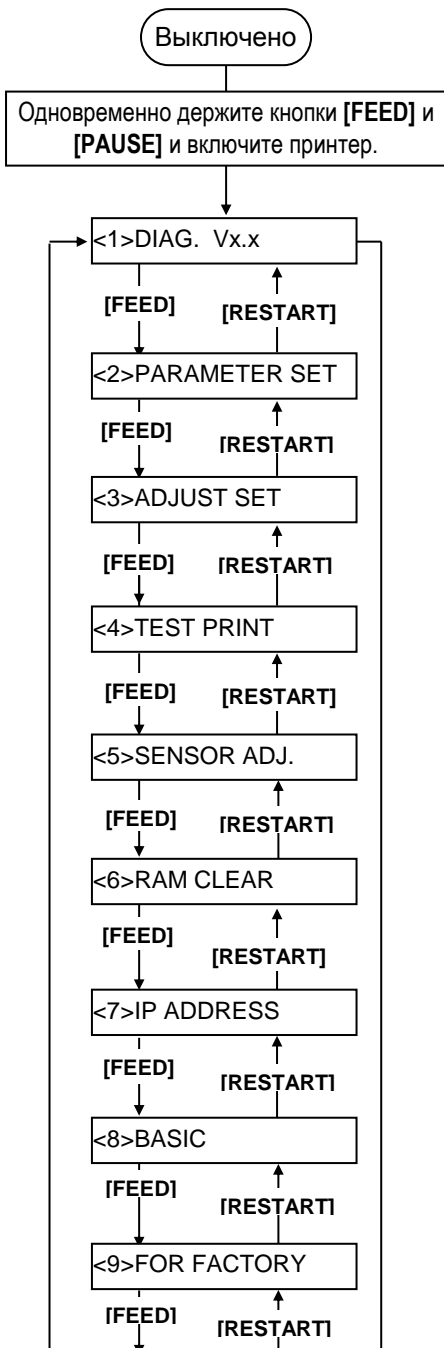 Выключено
Одновременно держите кнопки [FEED] и
[PAUSE] и включите принтер.
<1>DIAG. Vx.x
[FEED] [RESTART]
<2>PARAMETER SET
[FEED] [RESTART]
<3>ADJUST SET
[FEED] [RESTART]
<4>TEST PRINT
[FEED] [RESTART]
<5>SENSOR ADJ.
[FEED] [RESTART]
<6>RAM CLEAR
[FEED] [RESTART]
<7>IP ADDRESS
[FEED] [RESTART]
<8>BASIC
[FEED] [RESTART]
<9>FOR FACTORY
[FEED] [RESTART]